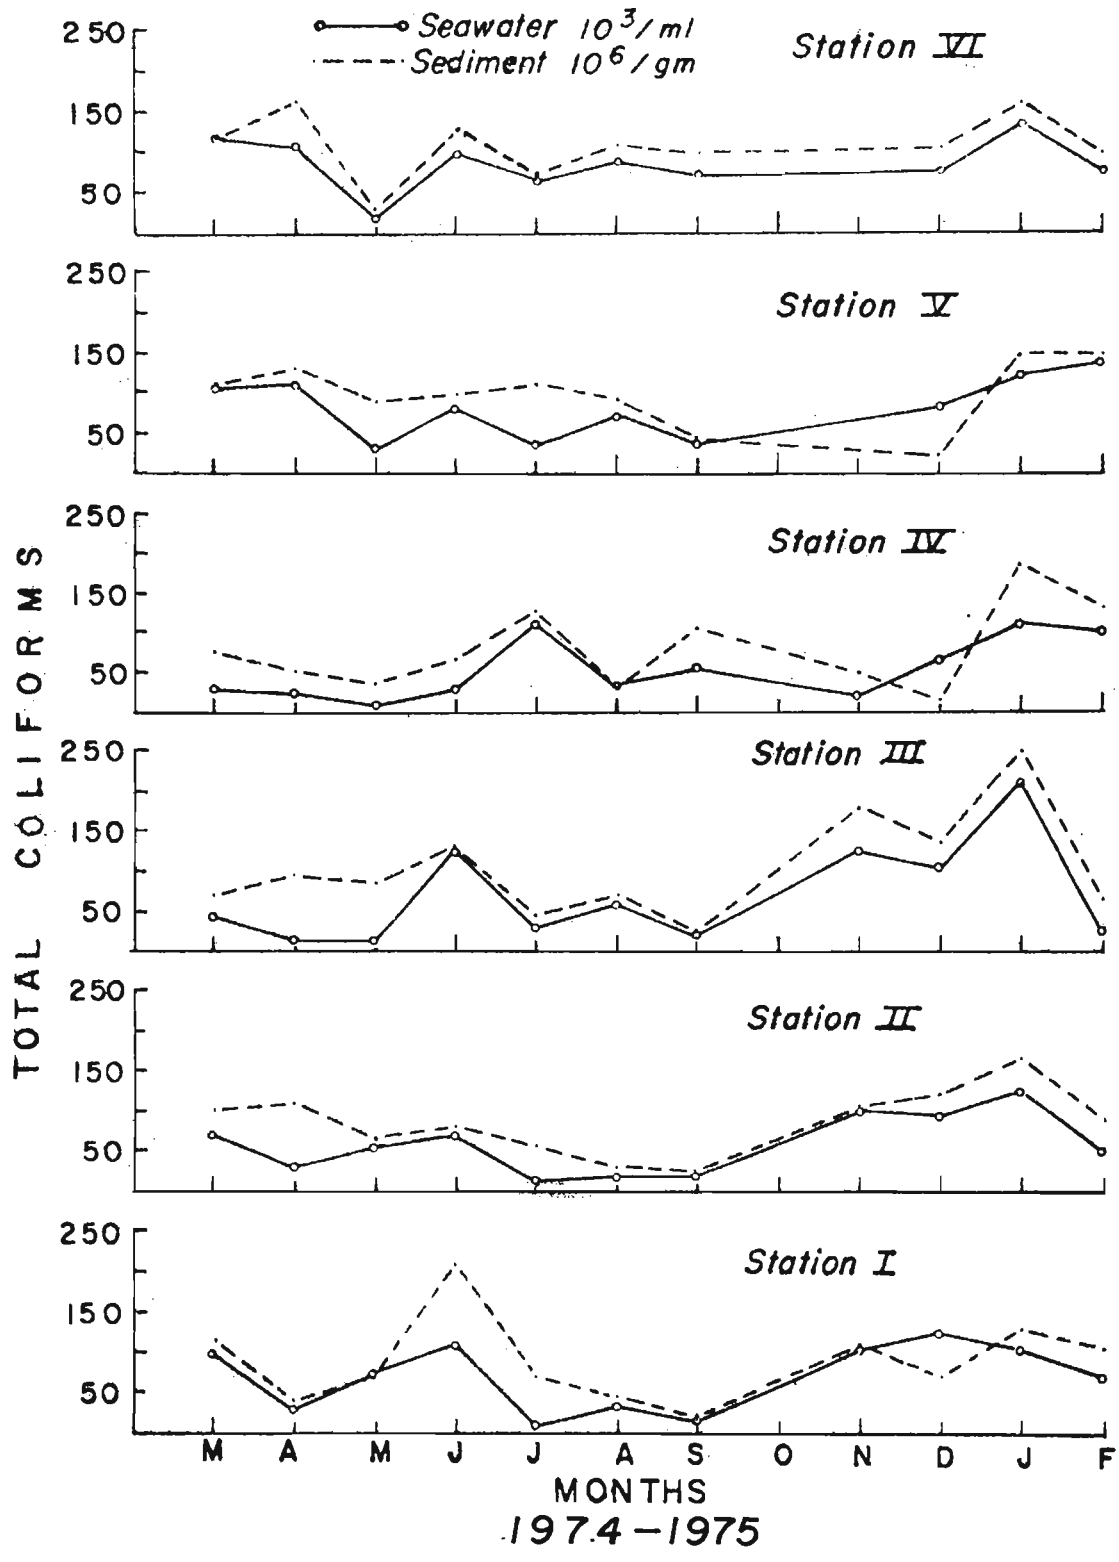 Seawater 10³/ml
Sediment 10⁶/gm
Station VI
250
150
50
Station V
250
150
50
Station IV
250
150
50
Station III
250
150
50
Station II
250
150
50
Station I
250
150
50
TOTAL COLIFORMS
M A M J J A S O N D J F
MONTHS
1974-1975